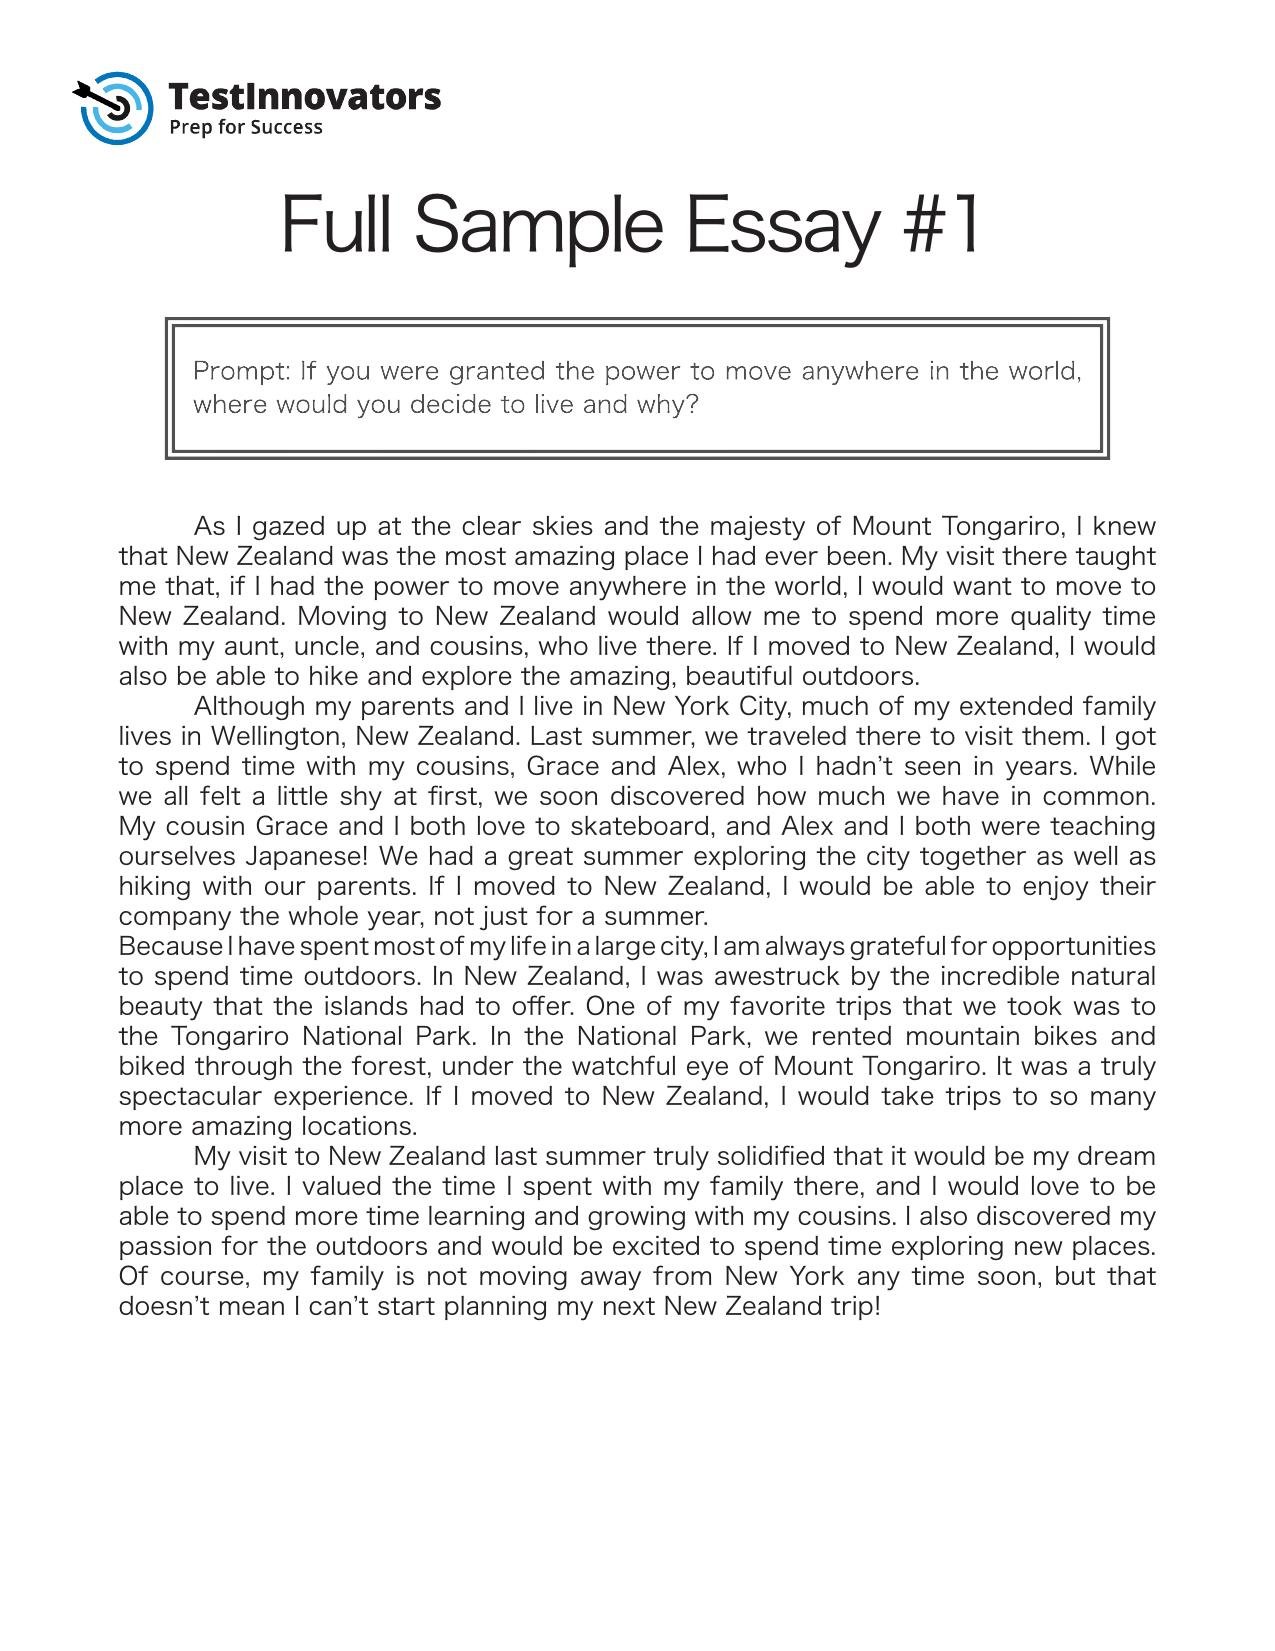 TestInnovators
Prep for Success
Full Sample Essay #1
Prompt: If you were granted the power to move anywhere in the world,
where would you decide to live and why?
As I gazed up at the clear skies and the majesty of Mount Tongariro, I knew
that New Zealand was the most amazing place I had ever been. My visit there taught
me that, if I had the power to move anywhere in the world, I would want to move to
New Zealand. Moving to New Zealand would allow me to spend more quality time
with my aunt, uncle, and cousins, who live there. If I moved to New Zealand, I would
also be able to hike and explore the amazing, beautiful outdoors.
Although my parents and I live in New York City, much of my extended family
lives in Wellington, New Zealand. Last summer, we traveled there to visit them. I got
to spend time with my cousins, Grace and Alex, who I hadn’t seen in years. While
we all felt a little shy at first, we soon discovered how much we have in common.
My cousin Grace and I both love to skateboard, and Alex and I both were teaching
ourselves Japanese! We had a great summer exploring the city together as well as
hiking with our parents. If I moved to New Zealand, I would be able to enjoy their
company the whole year, not just for a summer.
Because I have spent most of my life in a large city, I am always grateful for opportunities
to spend time outdoors. In New Zealand, I was awestruck by the incredible natural
beauty that the islands had to offer. One of my favorite trips that we took was to
the Tongariro National Park. In the National Park, we rented mountain bikes and
biked through the forest, under the watchful eye of Mount Tongariro. It was a truly
spectacular experience. If I moved to New Zealand, I would take trips to so many
more amazing locations.
My visit to New Zealand last summer truly solidified that it would be my dream
place to live. I valued the time I spent with my family there, and I would love to be
able to spend more time learning and growing with my cousins. I also discovered my
passion for the outdoors and would be excited to spend time exploring new places.
Of course, my family is not moving away from New York any time soon, but that
doesn’t mean I can’t start planning my next New Zealand trip!